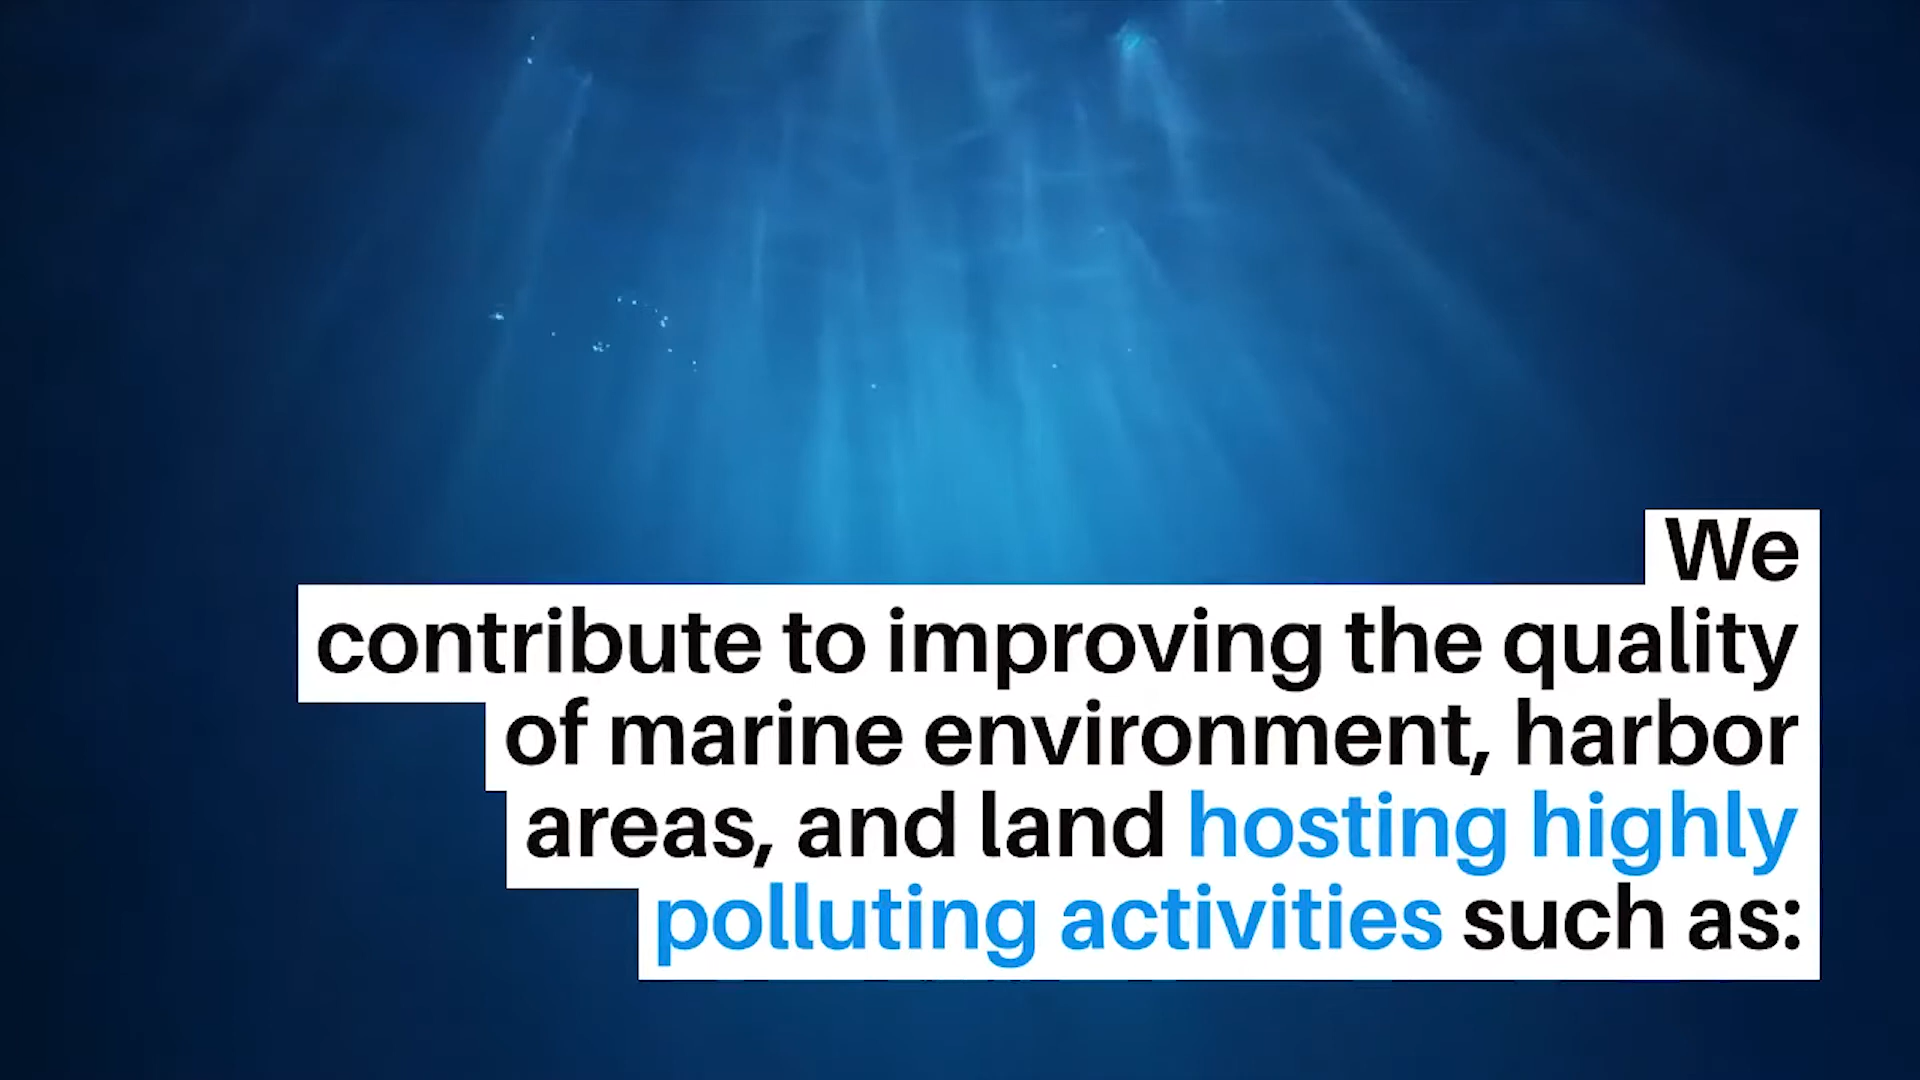 We
contribute to improving the quality
of marine environment, harbor
areas, and land hosting highly
polluting activities such as: